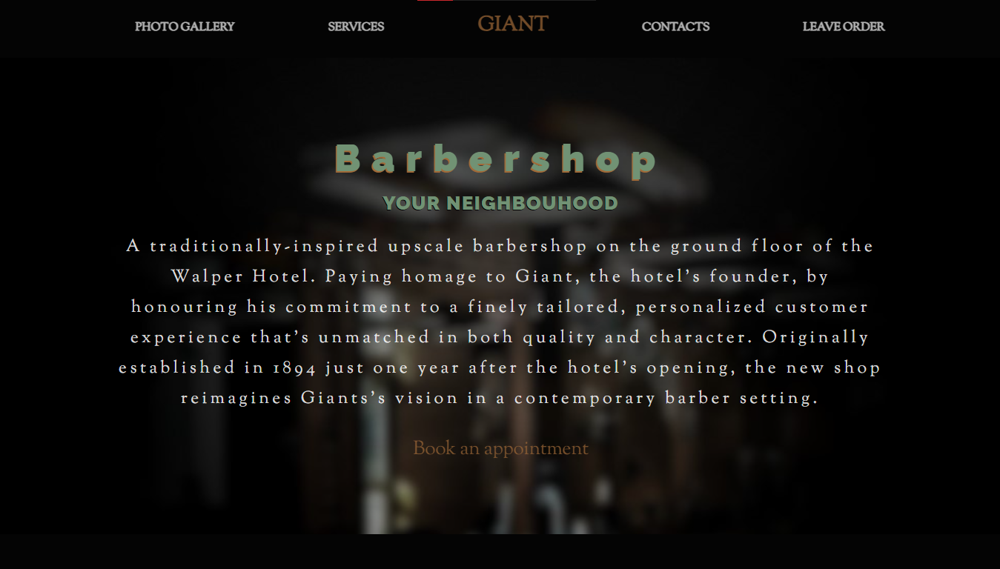 PHOTO GALLERY
SERVICES
GIANT
CONTACTS
LEAVE ORDER
Barbershop
YOUR NEIGHBOUHOOD
A traditionally-inspired upscale barbershop on the ground floor of the
Walper Hotel. Paying homage to Giant, the hotel’s founder, by
honouring his commitment to a finely tailored, personalized customer
experience that’s unmatched in both quality and character. Originally
established in 1894 just one year after the hotel’s opening, the new shop
reimagines Giants’s vision in a contemporary barber setting.
Book an appointment